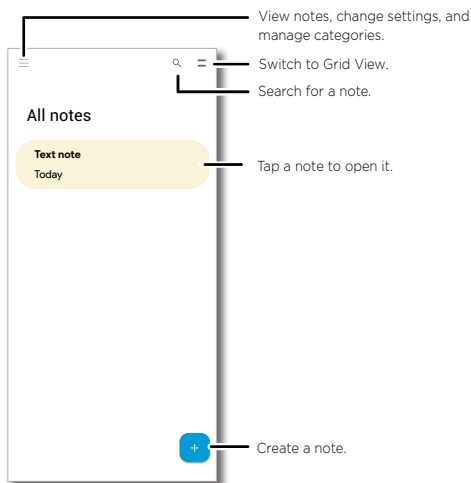 View notes, change settings, and
manage categories.
Switch to Grid View.
Search for a note.
All notes
Text note
Today
Tap a note to open it.
+
Create a note.